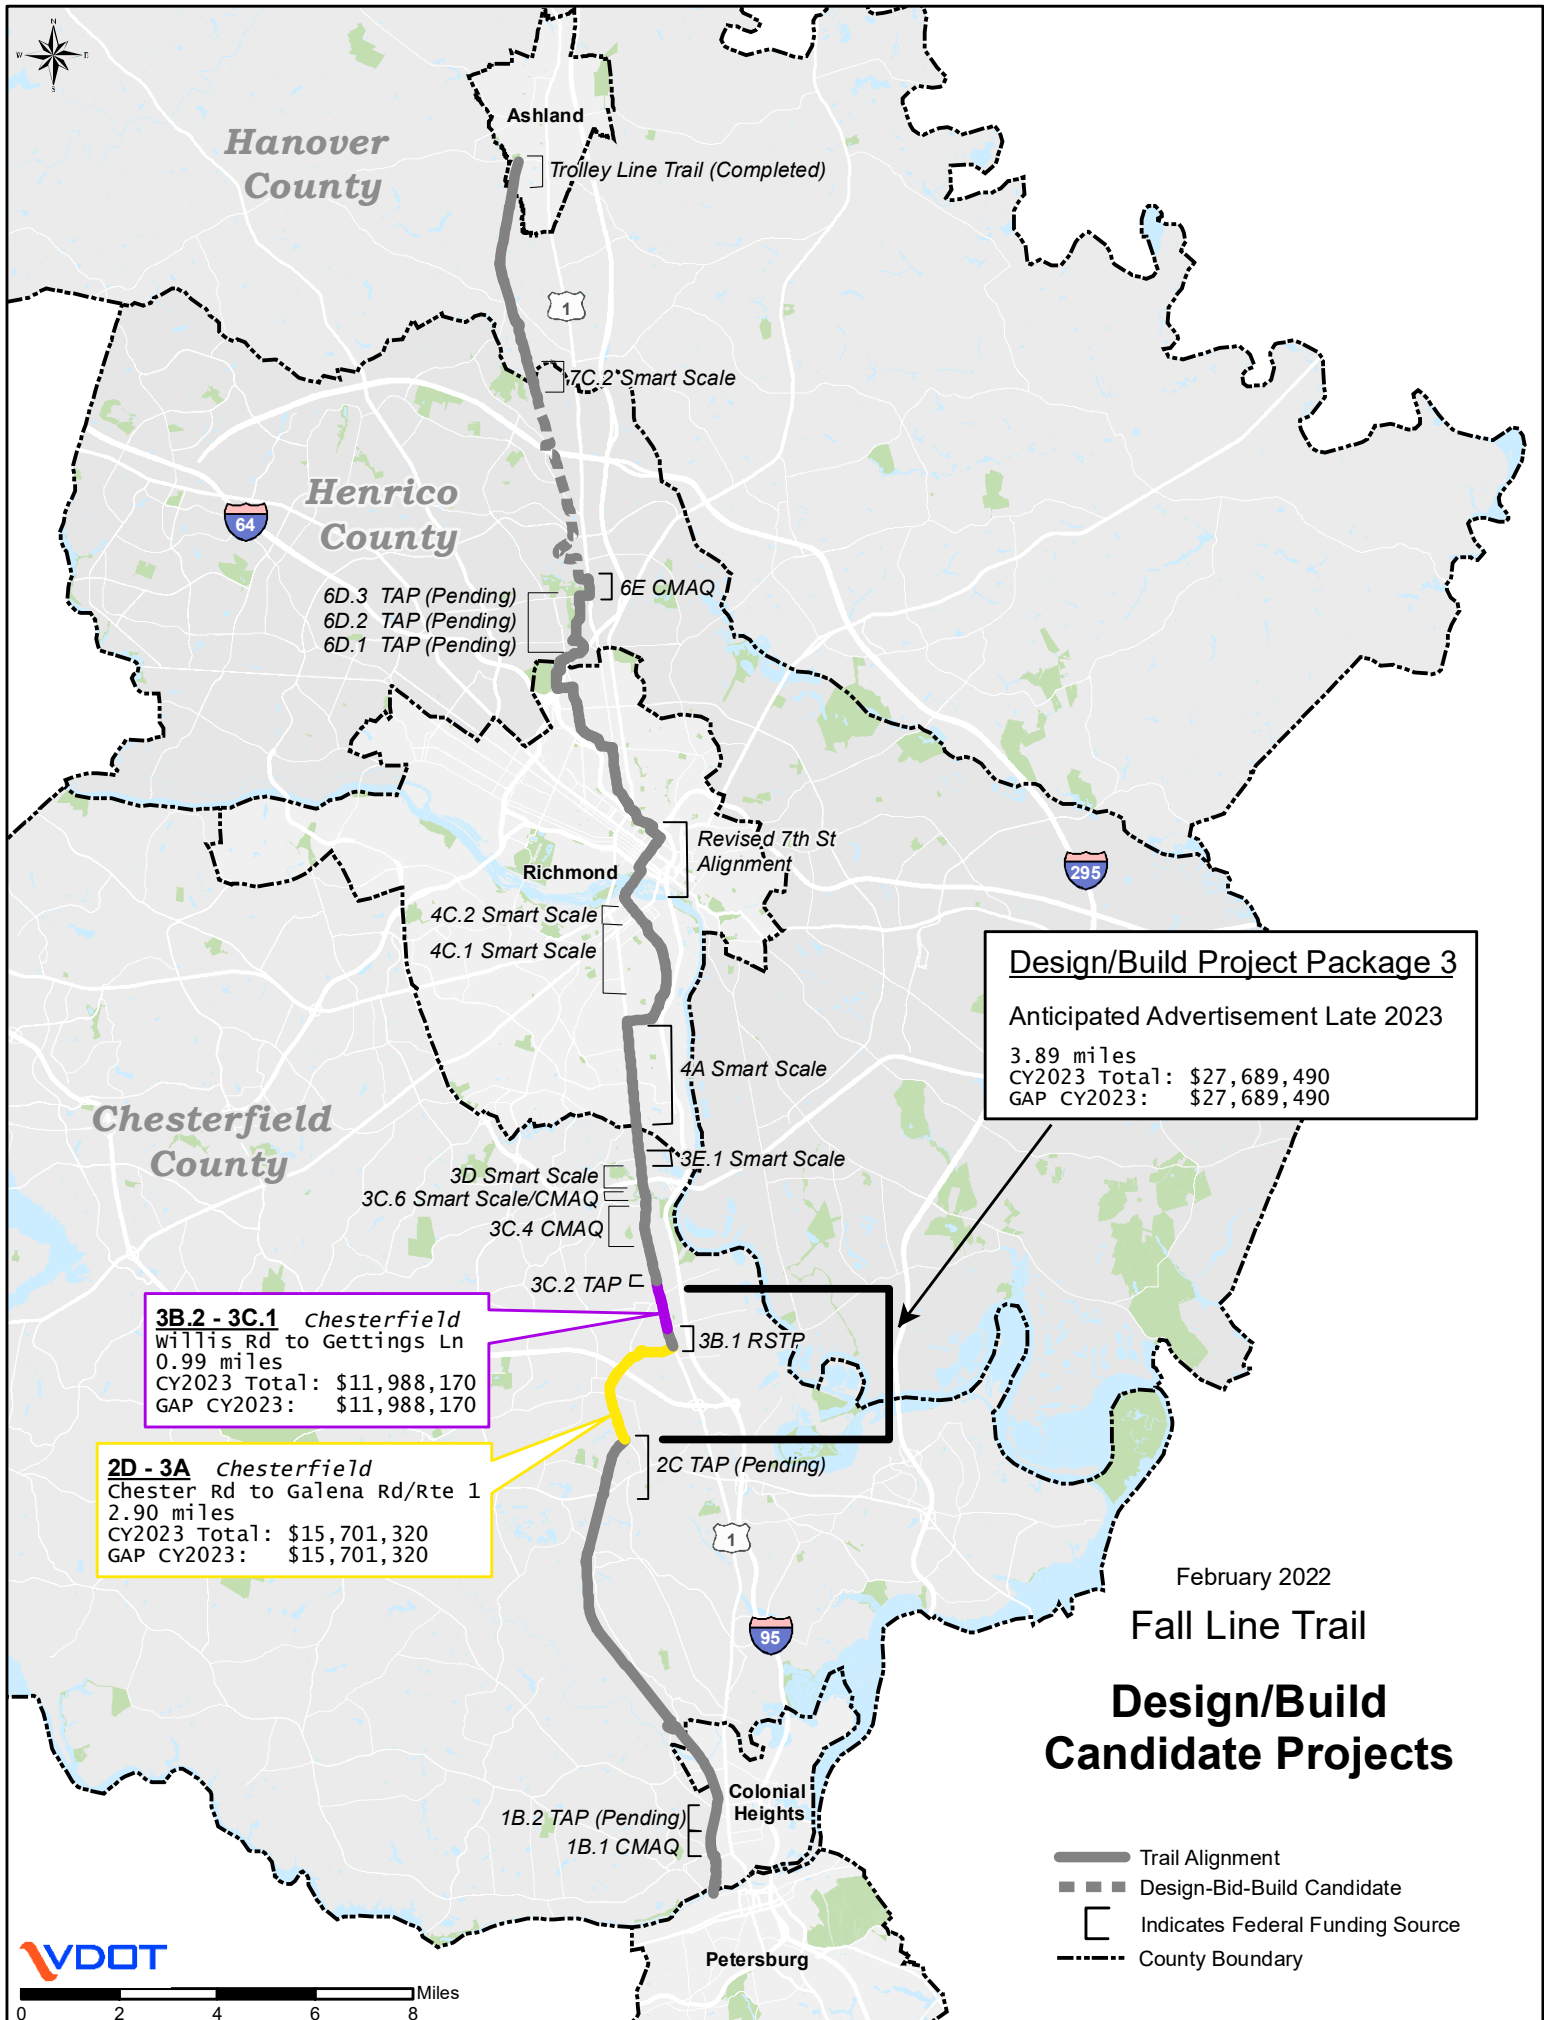 N
W
E
S
Ashland
Hanover
County
Trolley Line Trail (Completed)
1
7C.2 Smart Scale
Henrico
County
64
6E CMAQ
6D.3 TAP (Pending)
6D.2 TAP (Pending)
6D.1 TAP (Pending)
Revised 7th St
Alignment
Richmond
295
4C.2 Smart Scale
4C.1 Smart Scale
Design/Build Project Package 3
Anticipated Advertisement Late 2023
3.89 miles
CY2023 Total: $27,689,490
GAP CY2023: $27,689,490
4A Smart Scale
Chesterfield
County
3E.1 Smart Scale
3D Smart Scale
3C.6 Smart Scale/CMAQ
3C.4 CMAQ
3C.2 TAP
3B.2 - 3C.1 Chesterfield
Willis Rd to Gettings Ln
0.99 miles
CY2023 Total: $11,988,170
GAP CY2023: $11,988,170
3B.1 RSTP
2D - 3A Chesterfield
Chester Rd to Galena Rd/Rte 1
2.90 miles
CY2023 Total: $15,701,320
GAP CY2023: $15,701,320
2C TAP (Pending)
1
95
February 2022
Fall Line Trail
Design/Build
Candidate Projects
Colonial
Heights
1B.2 TAP (Pending)
1B.1 CMAQ
Trail Alignment
Design-Bid-Build Candidate
Indicates Federal Funding Source
County Boundary
Petersburg
VDOT
Miles
0 2 4 6 8